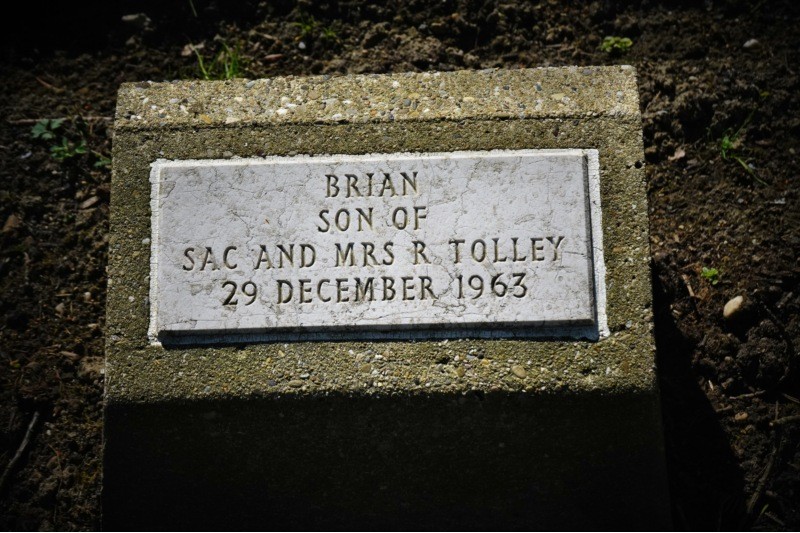 BRIAN
SON OF
SAC AND MRS R TOLLEY
29 DECEMBER 1963